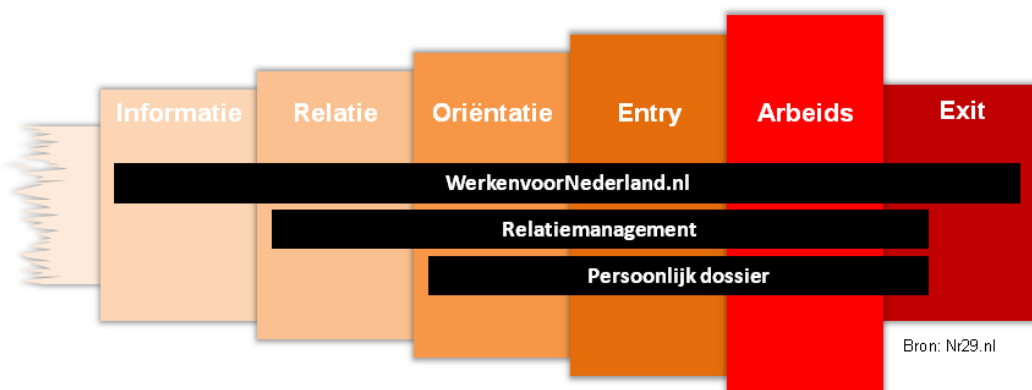 Informatie Relatie Oriëntatie Entry Arbeids Exit
WerkenvoorNederland.nl
Relatiemanagement
Persoonlijk dossier
Bron: Nr29.nl